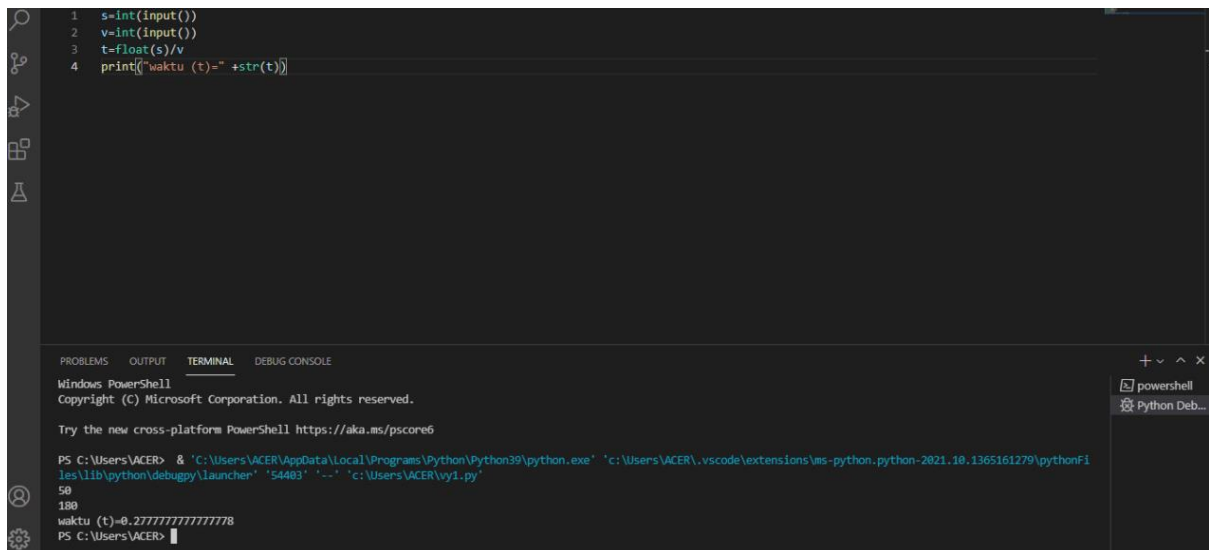 1 s=int(input())
2 v=int(input())
3 t=float(s)/v
4 print("waktu (t)=" +str(t))
PROBLEMS OUTPUT TERMINAL DEBUG CONSOLE
Windows PowerShell
Copyright (C) Microsoft Corporation. All rights reserved.
Try the new cross-platform PowerShell https://aka.ms/pscore6
PS C:\Users\ACER> & 'C:\Users\ACER\AppData\Local\Programs\Python\Python39\python.exe' 'c:\Users\ACER\.vscode\extensions\ms-python.python-2021.10.1365161279\pythonFi
les\lib\python\debugpy\launcher' '54403' '--' 'c:\Users\ACER\vy1.py'
50
180
waktu (t)=0.2777777777777778
PS C:\Users\ACER>
powershell
Python Deb...